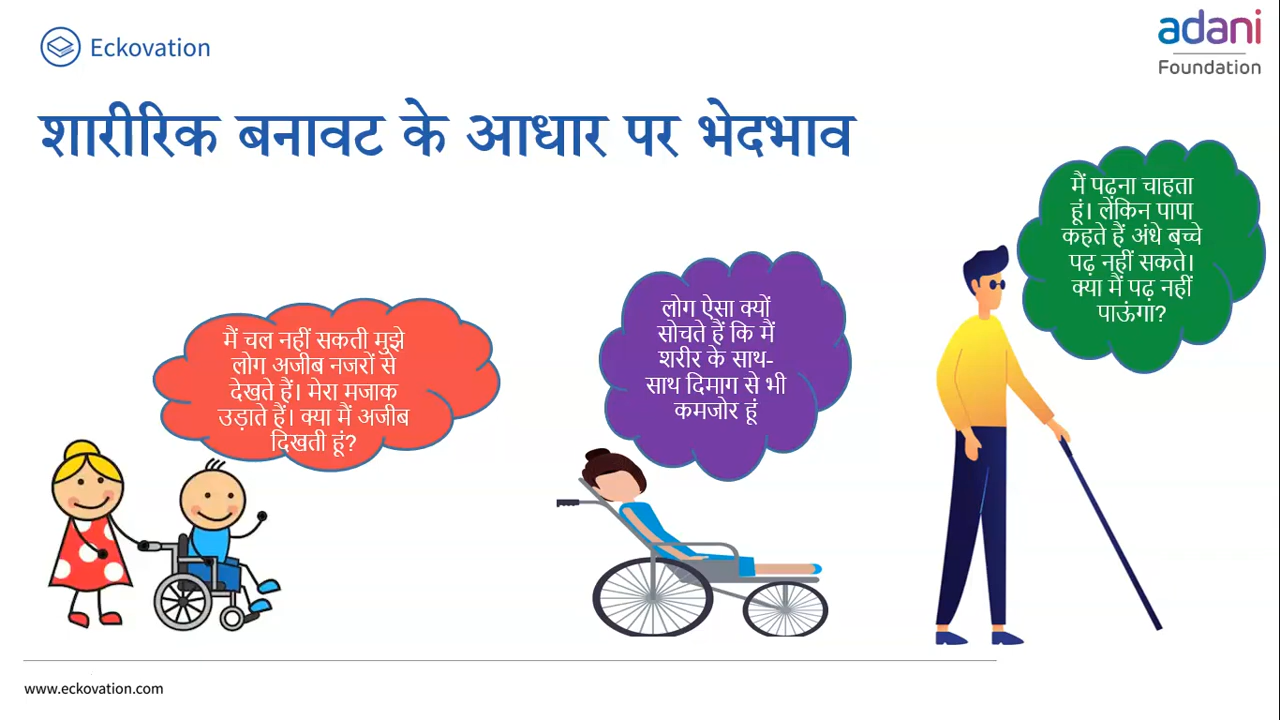 Eckovation
adani
Foundation
शारीरिक बनावट के आधार पर भेदभाव
मैं चल नहीं सकती मुझे
लोग अजीब नजरों से
देखते हैं। मेरा मजाक
उड़ाते हैं। क्या मैं अजीब
दिखती हूं?
लोग ऐसा क्यों
सोचते हैं कि मैं
शरीर के साथ-
साथ दिमाग से भी
कमजोर हूं
मैं पढ़ना चाहता
हूं। लेकिन पापा
कहते हैं अंधे बच्चे
पढ़ नहीं सकते।
क्या मैं पढ़ नहीं
पाऊंगा?
www.eckovation.com